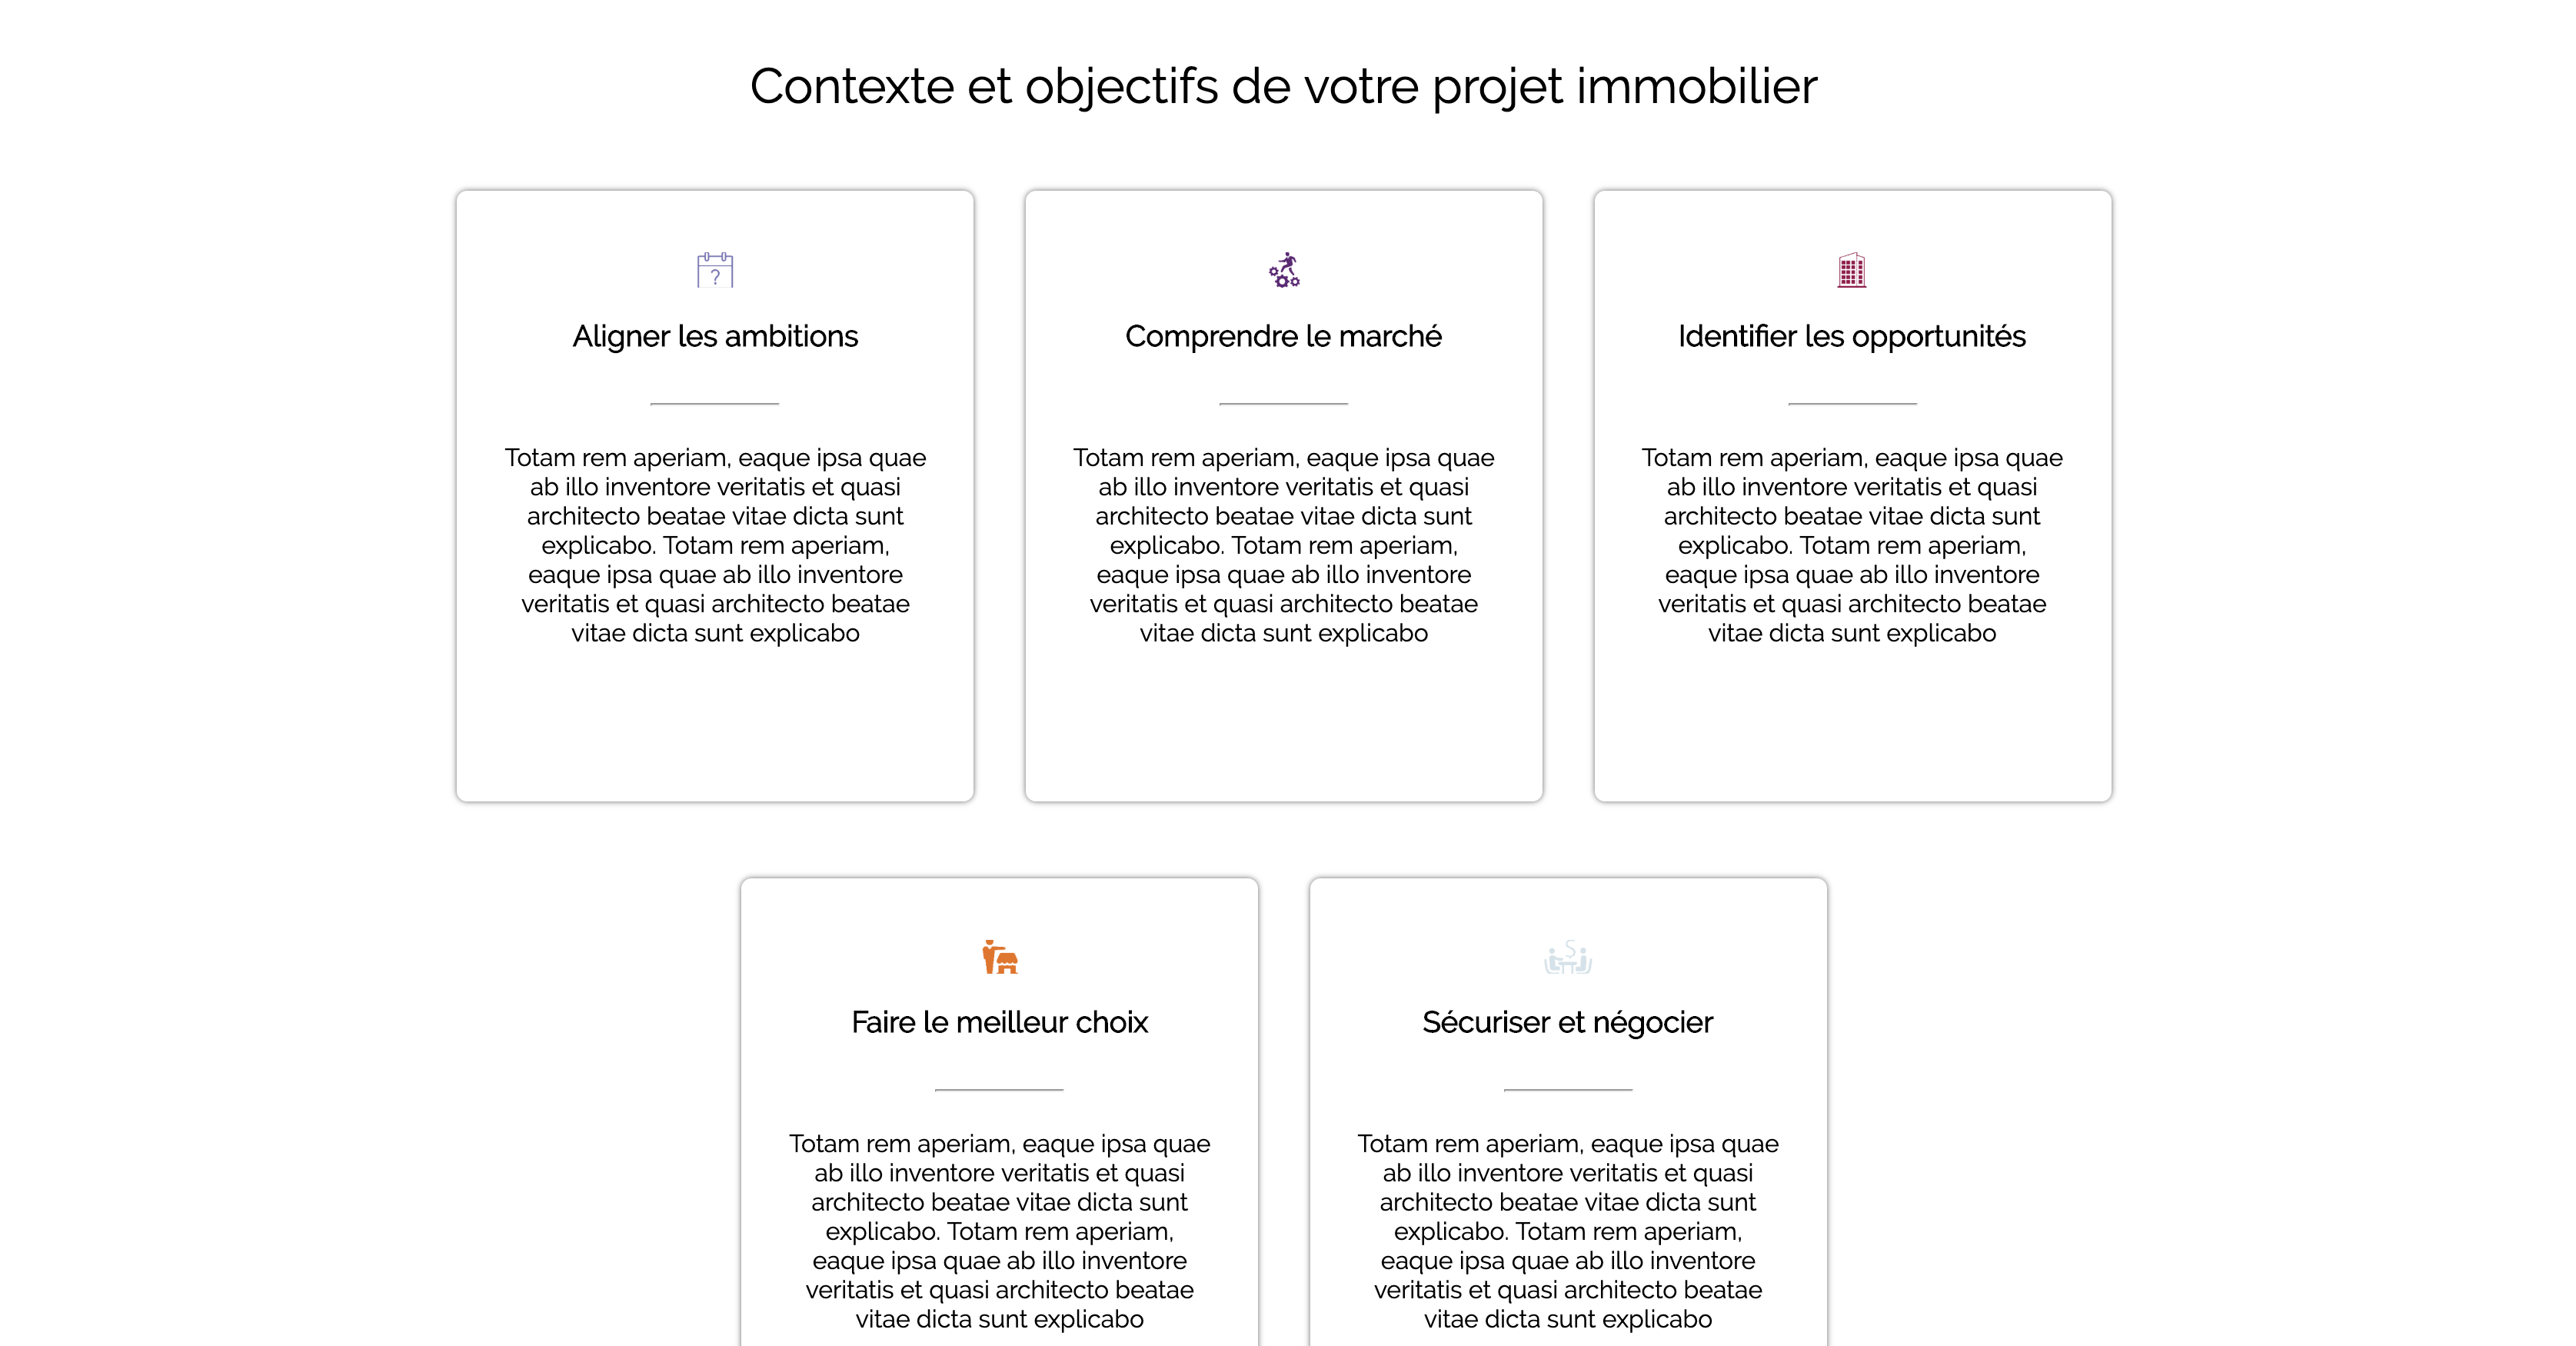 Contexte et objectifs de votre projet immobilier
?
Aligner les ambitions
Totam rem aperiam, eaque ipsa quae
ab illo inventore veritatis et quasi
architecto beatae vitae dicta sunt
explicabo. Totam rem aperiam,
eaque ipsa quae ab illo inventore
veritatis et quasi architecto beatae
vitae dicta sunt explicabo
Comprendre le marché
Totam rem aperiam, eaque ipsa quae
ab illo inventore veritatis et quasi
architecto beatae vitae dicta sunt
explicabo. Totam rem aperiam,
eaque ipsa quae ab illo inventore
veritatis et quasi architecto beatae
vitae dicta sunt explicabo
Identifier les opportunités
Totam rem aperiam, eaque ipsa quae
ab illo inventore veritatis et quasi
architecto beatae vitae dicta sunt
explicabo. Totam rem aperiam,
eaque ipsa quae ab illo inventore
veritatis et quasi architecto beatae
vitae dicta sunt explicabo
Faire le meilleur choix
Totam rem aperiam, eaque ipsa quae
ab illo inventore veritatis et quasi
architecto beatae vitae dicta sunt
explicabo. Totam rem aperiam,
eaque ipsa quae ab illo inventore
veritatis et quasi architecto beatae
vitae dicta sunt explicabo
$
Sécuriser et négocier
Totam rem aperiam, eaque ipsa quae
ab illo inventore veritatis et quasi
architecto beatae vitae dicta sunt
explicabo. Totam rem aperiam,
eaque ipsa quae ab illo inventore
veritatis et quasi architecto beatae
vitae dicta sunt explicabo